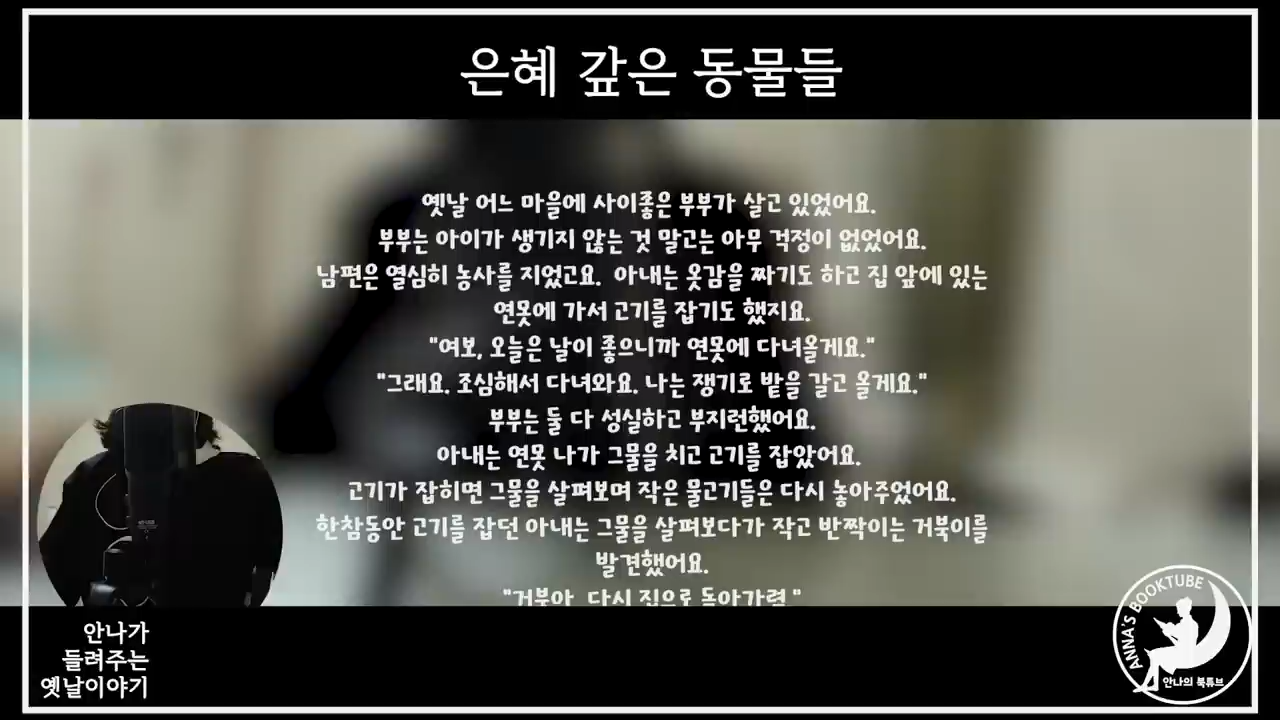 은혜 갚은 동물들
옛날 어느 마을에 사이좋은 부부가 살고 있었어요.
부부는 아이가 생기지 않는 것 말고는 아무 걱정이 없었어요.
남편은 열심히 농사를 지었고요. 아내는 옷감을 짜기도 하고 집 앞에 있는
연못에 가서 고기를 잡기도 했지요.
"여보, 오늘은 날이 좋으니까 연못에 다녀올게요."
"그래요. 조심해서 다녀와요. 나는 쟁기로 밭을 갈고 올게요."
부부는 둘 다 성실하고 부지런했어요.
아내는 연못 나가 그물을 치고 고기를 잡았어요.
고기가 잡히면 그물을 살펴보며 작은 물고기들은 다시 놓아주었어요.
한참동안 고기를 잡던 아내는 그물을 살펴보다가 작고 반짝이는 거북이를
발견했어요.
"거북아, 다시 집으로 돌아가렴."
안나가
들려주는
옛날이야기
ANNA'S BOOKTUBE
안나의 북튜브